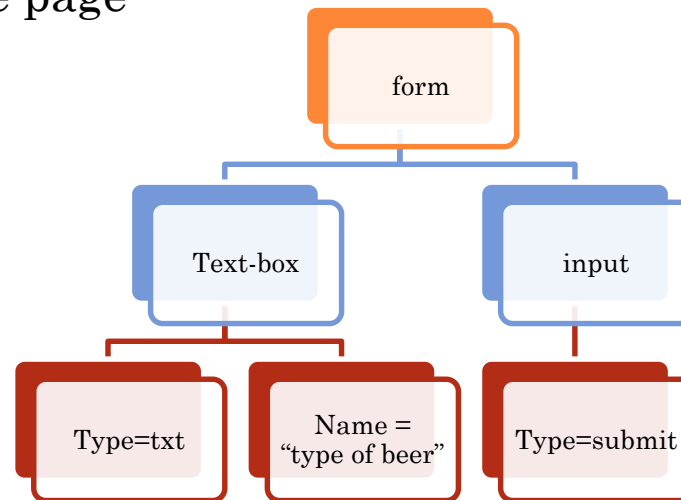 page
form
Text-box
input
Type=txt
Name =
“type of beer”
Type=submit